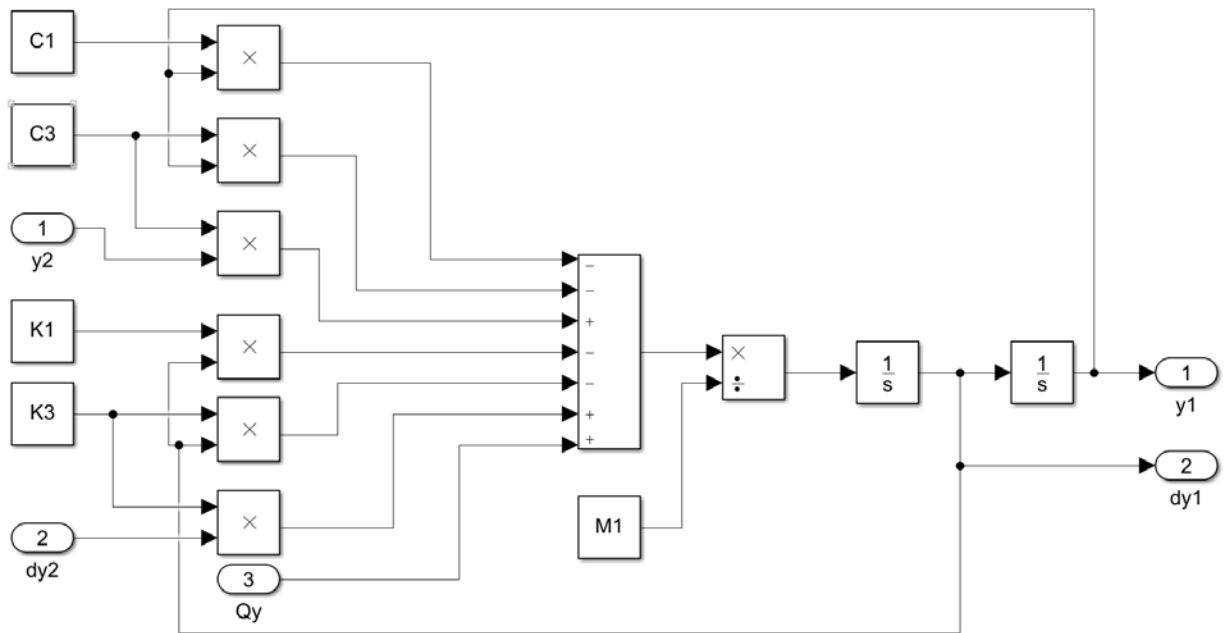 C1
×
C3
×
1
y2
×
K1
×
K3
×
2
dy2
×
3
Qy
−
−
+
−
−
+
+
M1
×
÷
1
s
1
s
1
y1
2
dy1